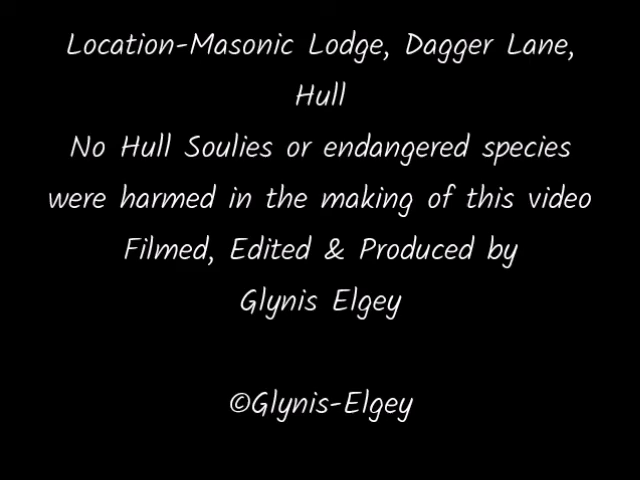 Location-Masonic Lodge, Dagger Lane,
Hull
No Hull Soulies or endangered species
were harmed in the making of this video
Filmed, Edited & Produced by
Glynis Elgey
©Glynis-Elgey